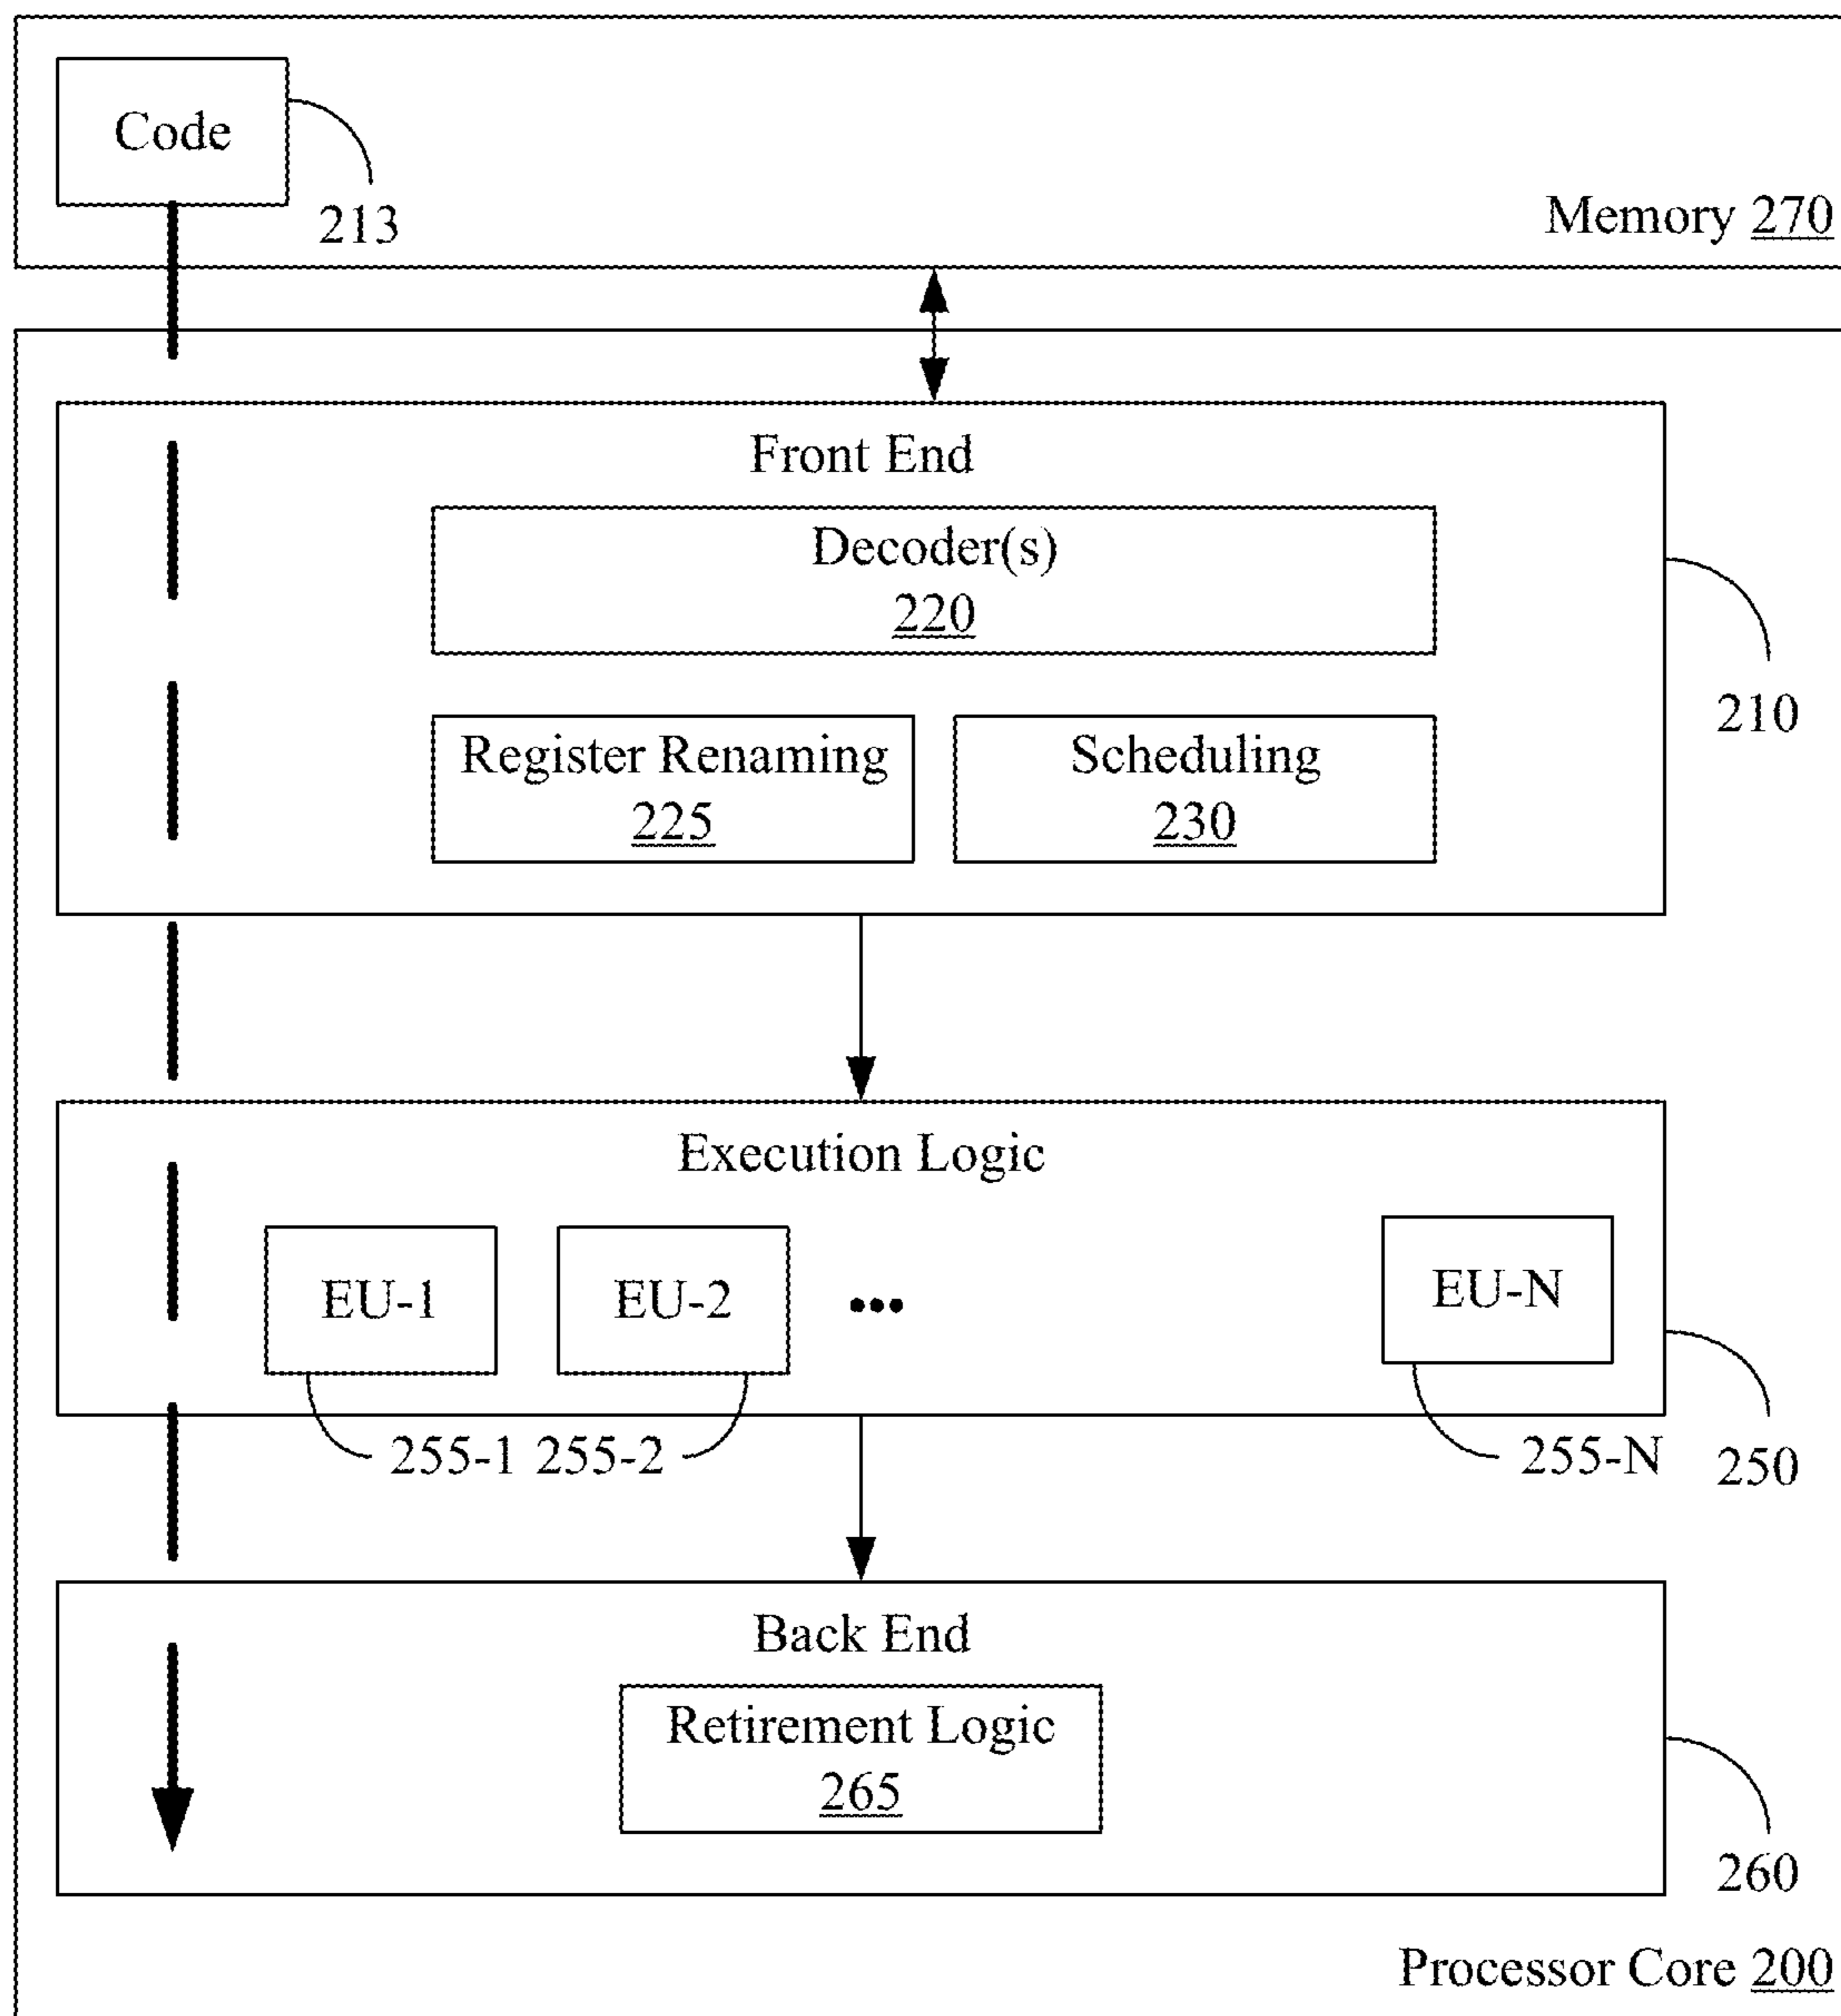 Code
213
Memory 270
Front End
Decoder(s)
220
210
Register Renaming
225
Scheduling
230
Execution Logic
EU-1
EU-2
•••
EU-N
255-1
255-2
255-N
250
Back End
Retirement Logic
265
260
Processor Core 200